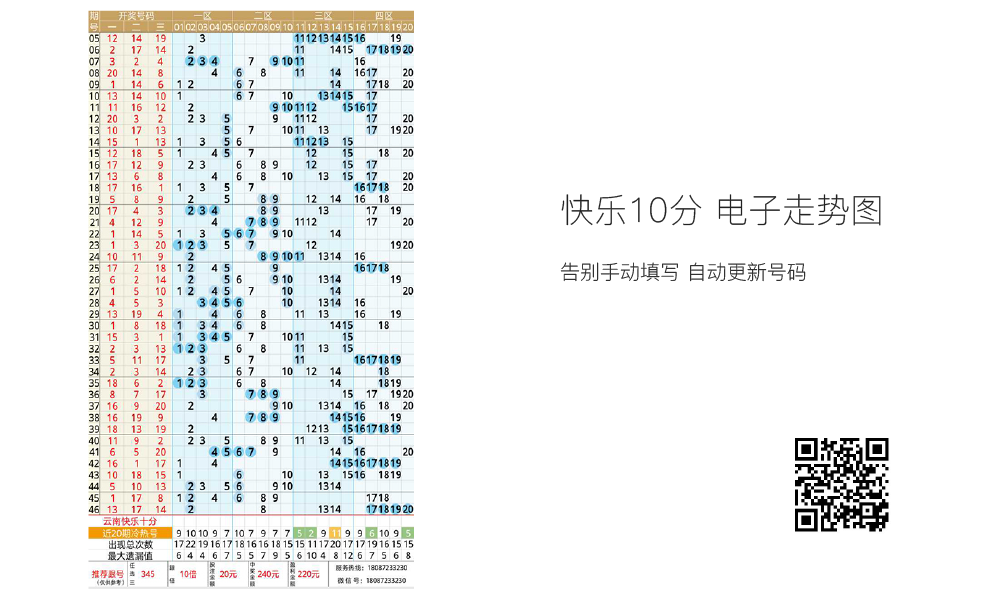 期 开奖号码 一区 二区 三区 四区
号 一 二 三 01 02 03 04 05 06 07 08 09 10 11 12 13 14 15 16 17 18 19 20
05 12 14 19 3 11 12 13 14 15 16 19
06 2 17 14 2 11 14 15 17 18 19 20
07 3 2 4 2 3 4 7 9 10 11 16
08 20 14 8 4 6 8 11 14 16 17 20
09 1 14 6 1 2 6 7 14 17 18 20
10 13 14 10 1 6 7 10 13 14 15 17
11 11 16 12 2 9 10 11 12 15 16 17
12 20 3 2 2 3 5 9 11 12 17 20
13 10 17 13 5 7 10 11 13 17 19 20
14 15 1 13 1 3 5 6 11 12 13 15
15 12 18 5 1 4 5 7 12 15 18 20
16 17 12 9 2 3 6 8 9 12 15 17
17 13 6 8 4 6 8 10 13 15 17 20
18 17 16 1 1 3 5 7 16 17 18 20
19 5 8 9 2 5 8 9 12 14 16 18
20 17 4 3 2 3 4 8 9 13 17 19
21 4 12 9 4 7 8 9 11 12 17 20
22 1 14 5 1 3 5 6 7 9 10 14
23 1 3 20 1 2 3 5 7 12 19 20
24 10 11 9 2 8 9 10 11 13 14 16
25 17 2 18 1 2 4 5 9 16 17 18
26 6 2 14 2 5 6 9 10 13 14 19
27 1 5 10 1 2 4 5 7 10 14 20
28 4 5 3 3 4 5 6 10 13 14 16
29 13 19 4 1 4 6 8 11 13 16 19
30 1 8 18 1 3 4 6 8 14 15 18
31 15 3 1 1 3 4 5 7 10 11 15
32 2 3 13 1 2 3 6 8 11 13 15
33 5 11 17 3 5 7 11 16 17 18 19
34 2 3 14 2 3 6 7 10 12 14 18
35 18 6 2 1 2 3 6 8 14 18 19
36 8 7 17 3 7 8 9 15 17 19 20
37 16 9 20 2 9 10 13 14 16 18 20
38 16 19 9 4 7 8 9 14 15 16 19
39 18 13 19 2 12 13 15 16 17 18 19
40 11 9 2 2 3 5 8 9 11 13 15
41 6 5 20 4 5 6 7 9 14 16 20
42 16 1 17 1 4 14 15 16 17 18 19
43 10 18 15 1 6 10 13 15 16 18 19
44 5 10 13 2 3 5 6 9 10 13 14
45 1 17 8 1 2 4 6 8 9 17 18
46 13 17 14 2 8 13 14 17 18 19 20
云南快乐十分
近20期冷热号 9 10 10 9 7 10 7 9 7 7 5 2 9 11 9 9 6 10 9 5
出现总次数 17 22 19 16 17 18 16 16 18 15 15 11 17 20 17 16 17 16 15 15
最大遗漏值 6 4 4 6 7 5 5 7 9 5 6 10 4 8 12 6 7 5 6 8
推荐跟号 (仅供参考) 任选三 345 翻倍 10倍 投注金额 20元 中奖金额 240元 盈利金额 220元 服务热线：18087233230
微信号：18087233230
快乐10分 电子走势图
告别手动填写 自动更新号码